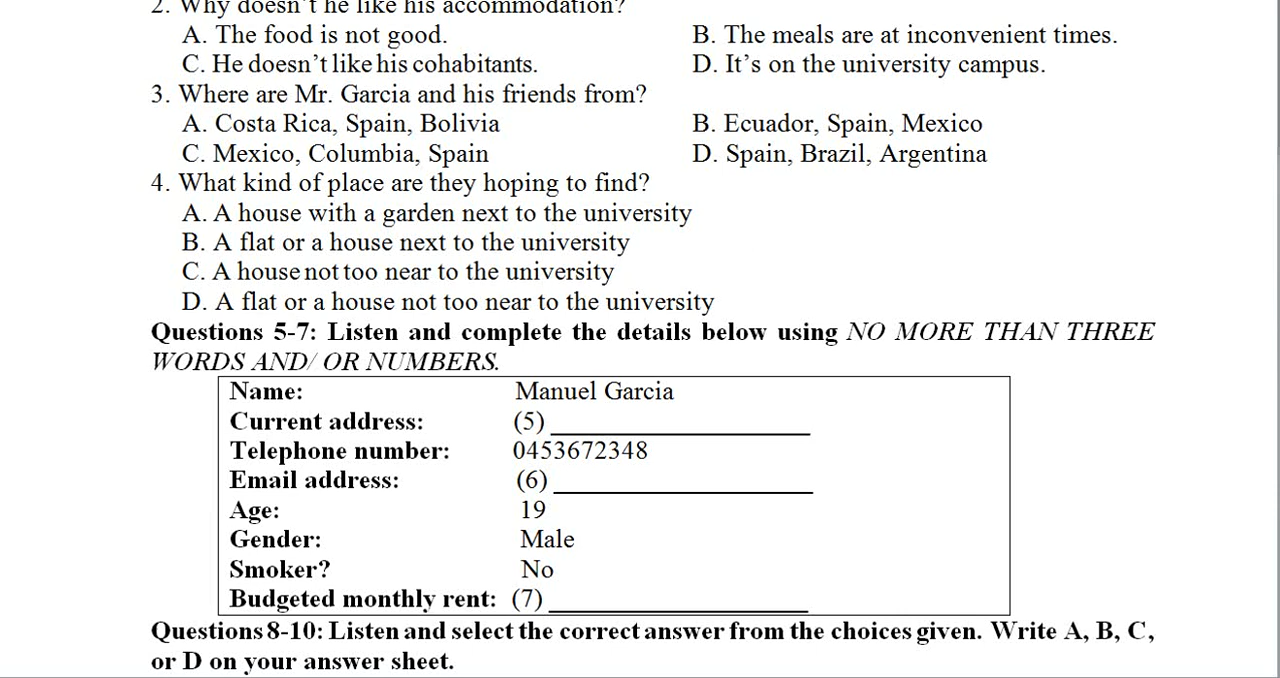 2. Why doesn't he like his accommodation?
A. The food is not good. B. The meals are at inconvenient times.
C. He doesn't like his cohabitants. D. It's on the university campus.
3. Where are Mr. Garcia and his friends from?
A. Costa Rica, Spain, Bolivia B. Ecuador, Spain, Mexico
C. Mexico, Columbia, Spain D. Spain, Brazil, Argentina
4. What kind of place are they hoping to find?
A. A house with a garden next to the university
B. A flat or a house next to the university
C. A house not too near to the university
D. A flat or a house not too near to the university
Questions 5-7: Listen and complete the details below using NO MORE THAN THREE
WORDS AND/ OR NUMBERS.
Name: Manuel Garcia
Current address: (5) ____________________
Telephone number: 0453672348
Email address: (6) ____________________
Age: 19
Gender: Male
Smoker? No
Budgeted monthly rent: (7) ____________________
Questions 8-10: Listen and select the correct answer from the choices given. Write A, B, C,
or D on your answer sheet.